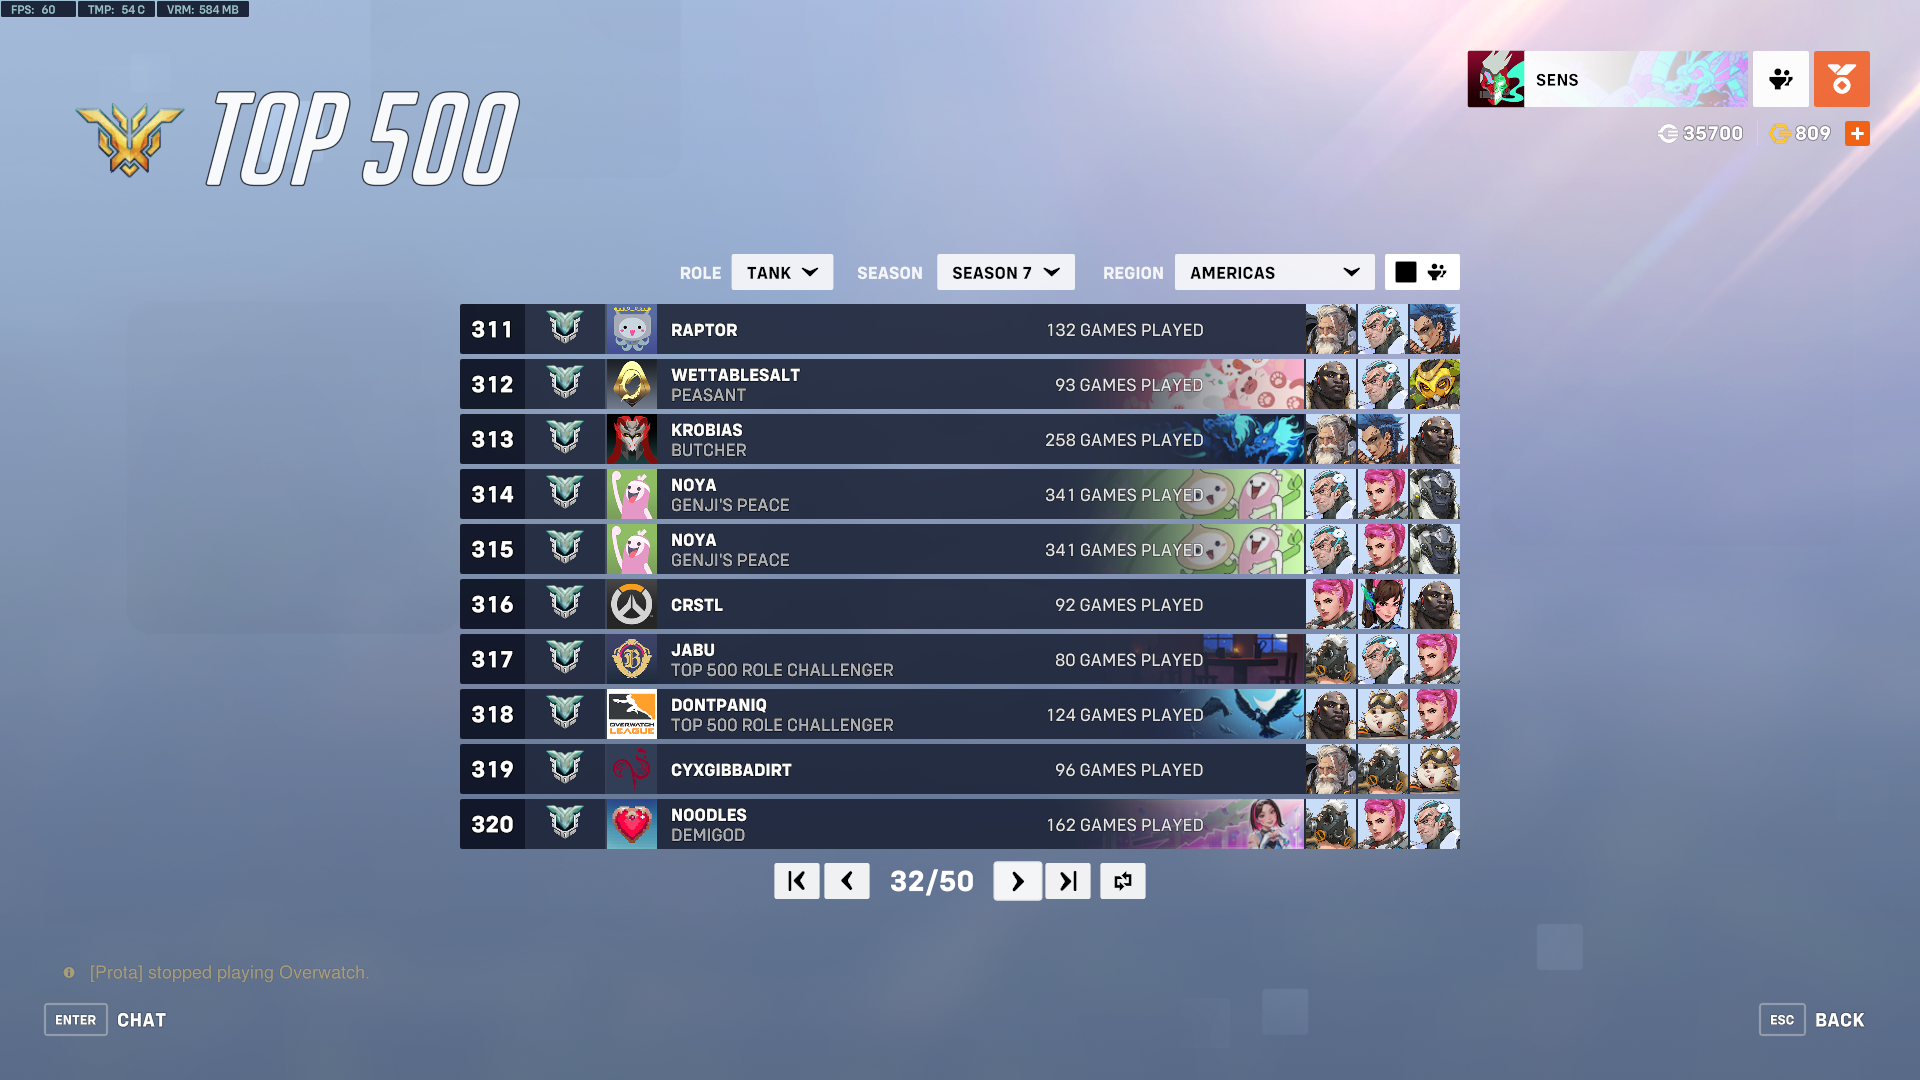 FPS: 60 TMP: 54 C VRM: 584 MB
TOP 500
SENS
35700 809
ROLE TANK SEASON SEASON 7 REGION AMERICAS
311 RAPTOR 132 GAMES PLAYED
312 WETTABLESALT 93 GAMES PLAYED
PEASANT
313 KROBIAS 258 GAMES PLAYED
BUTCHER
314 NOYA 341 GAMES PLAYED
GENJI'S PEACE
315 NOYA 341 GAMES PLAYED
GENJI'S PEACE
316 CRSTL 92 GAMES PLAYED
317 JABU 80 GAMES PLAYED
TOP 500 ROLE CHALLENGER
318 DONTPANIQ 124 GAMES PLAYED
TOP 500 ROLE CHALLENGER
OVERWATCH
LEAGUE
319 CYXGIBBADIRT 96 GAMES PLAYED
320 NOODLES 162 GAMES PLAYED
DEMIGOD
32/50
[Prota] stopped playing Overwatch.
ENTER CHAT
ESC BACK